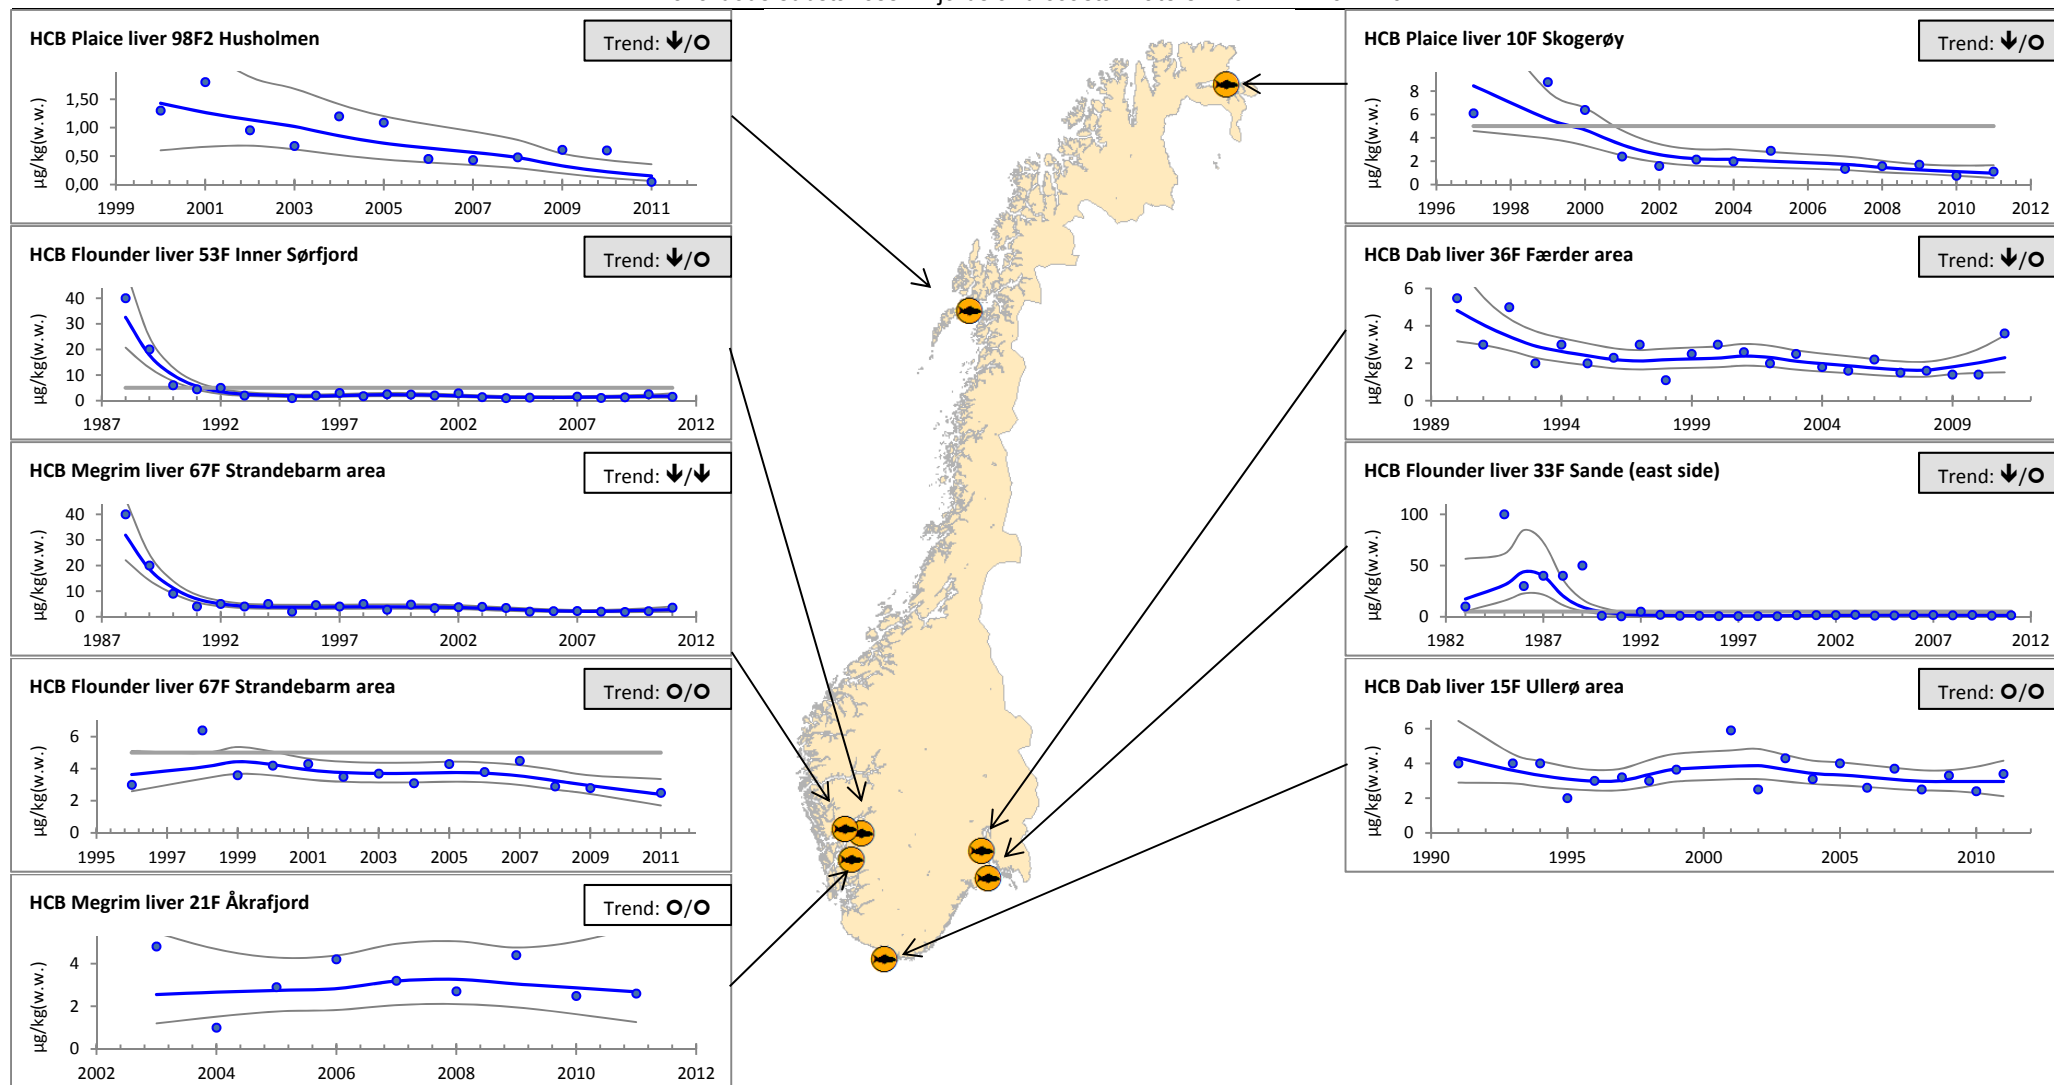 HCB Plaice liver 98F2 Husholmen
Trend: 🡻/O
µg/kg(w.w.)
1,50
1,00
0,50
0,00
1999 2001 2003 2005 2007 2009 2011
HCB Flounder liver 53F Inner Sørfjord
Trend: 🡻/O
µg/kg(w.w.)
40
30
20
10
0
1987 1992 1997 2002 2007 2012
HCB Megrim liver 67F Strandebarm area
Trend: 🡻/🡻
µg/kg(w.w.)
40
30
20
10
0
1987 1992 1997 2002 2007 2012
HCB Flounder liver 67F Strandebarm area
Trend: O/O
µg/kg(w.w.)
6
4
2
0
1995 1997 1999 2001 2003 2005 2007 2009 2011
HCB Megrim liver 21F Åkrafjord
Trend: O/O
µg/kg(w.w.)
4
2
0
2002 2004 2006 2008 2010 2012
HCB Plaice liver 10F Skogerøy
Trend: 🡻/O
µg/kg(w.w.)
8
6
4
2
0
1996 1998 2000 2002 2004 2006 2008 2010 2012
HCB Dab liver 36F Færder area
Trend: 🡻/O
µg/kg(w.w.)
6
4
2
0
1989 1994 1999 2004 2009
HCB Flounder liver 33F Sande (east side)
Trend: 🡻/O
µg/kg(w.w.)
100
50
0
1982 1987 1992 1997 2002 2007 2012
HCB Dab liver 15F Ullerø area
Trend: O/O
µg/kg(w.w.)
6
4
2
0
1990 1995 2000 2005 2010